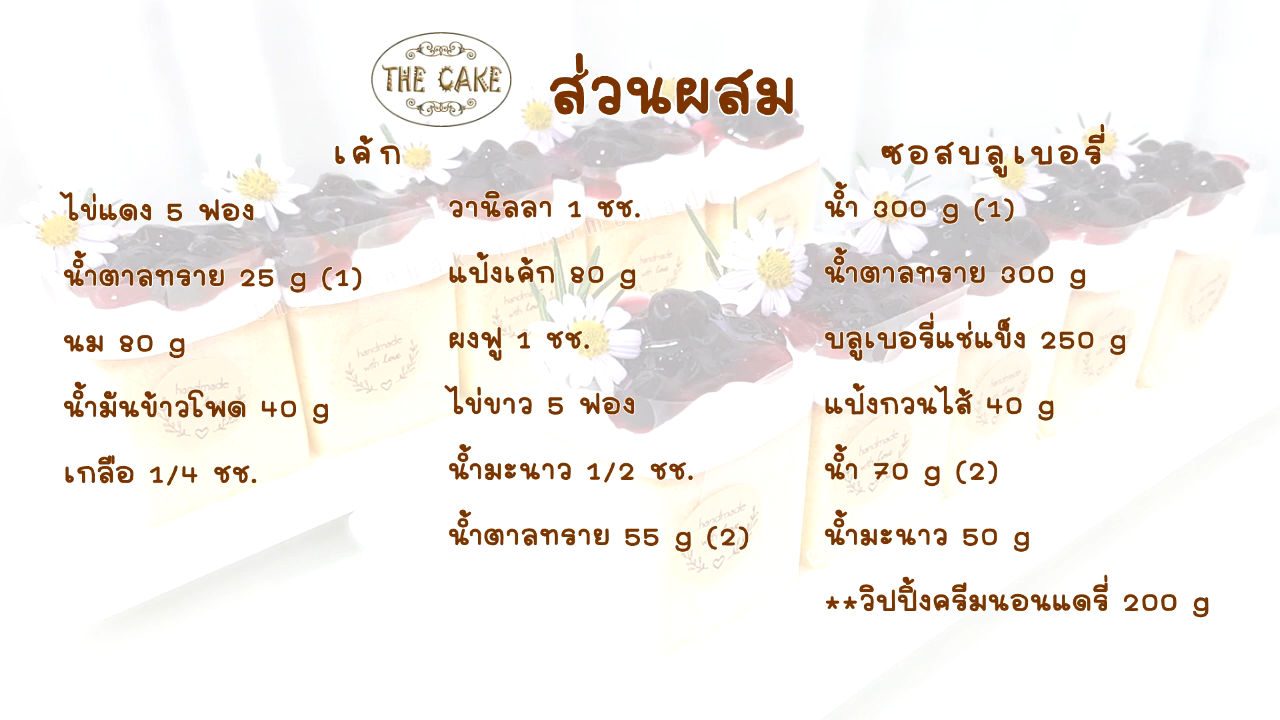 THE CAKE
ส่วนผสม
เค้ก
ไข่แดง 5 ฟอง
น้ำตาลทราย 25 g (1)
นม 80 g
น้ำมันข้าวโพด 40 g
เกลือ 1/4 ชช.
วานิลลา 1 ชช.
แป้งเค้ก 80 g
ผงฟู 1 ชช.
ไข่ขาว 5 ฟอง
น้ำมะนาว 1/2 ชช.
น้ำตาลทราย 55 g (2)
ซอสบลูเบอรี่
น้ำ 300 g (1)
น้ำตาลทราย 300 g
บลูเบอรี่แช่แข็ง 250 g
แป้งกวนไส้ 40 g
น้ำ 70 g (2)
น้ำมะนาว 50 g
**วิปปิ้งครีมนอนแดรี่ 200 g
handmade
with Love
handmade
handmade